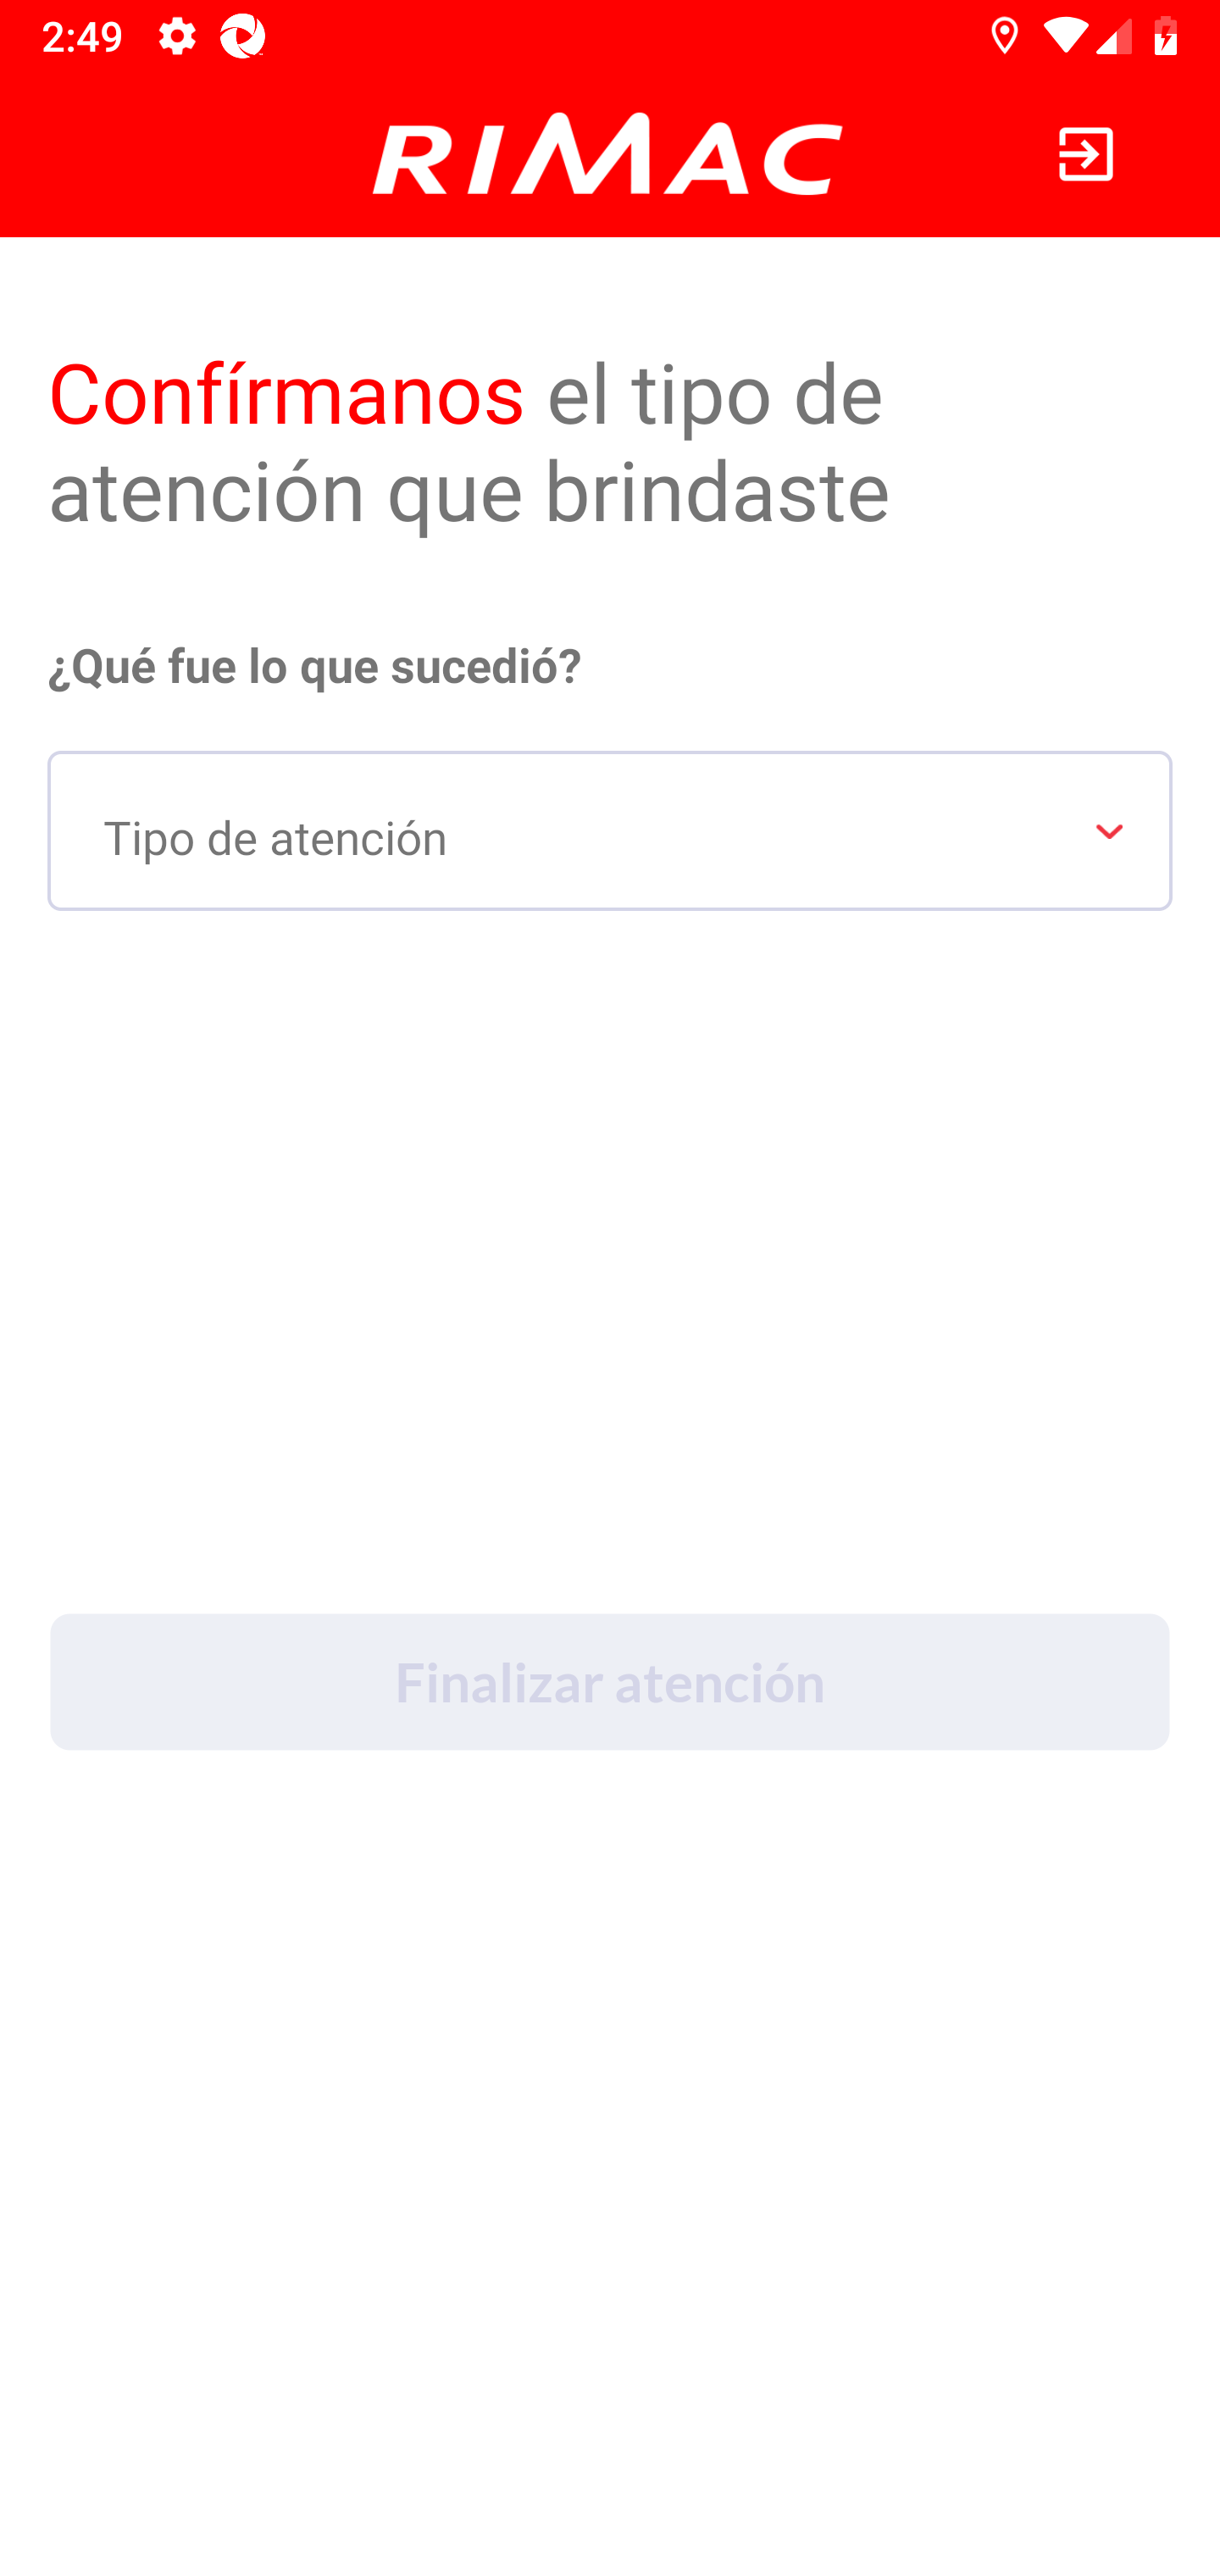 2:49
RIMAC
Confírmanos el tipo de
atención que brindaste
¿Qué fue lo que sucedió?
Tipo de atención
Finalizar atención